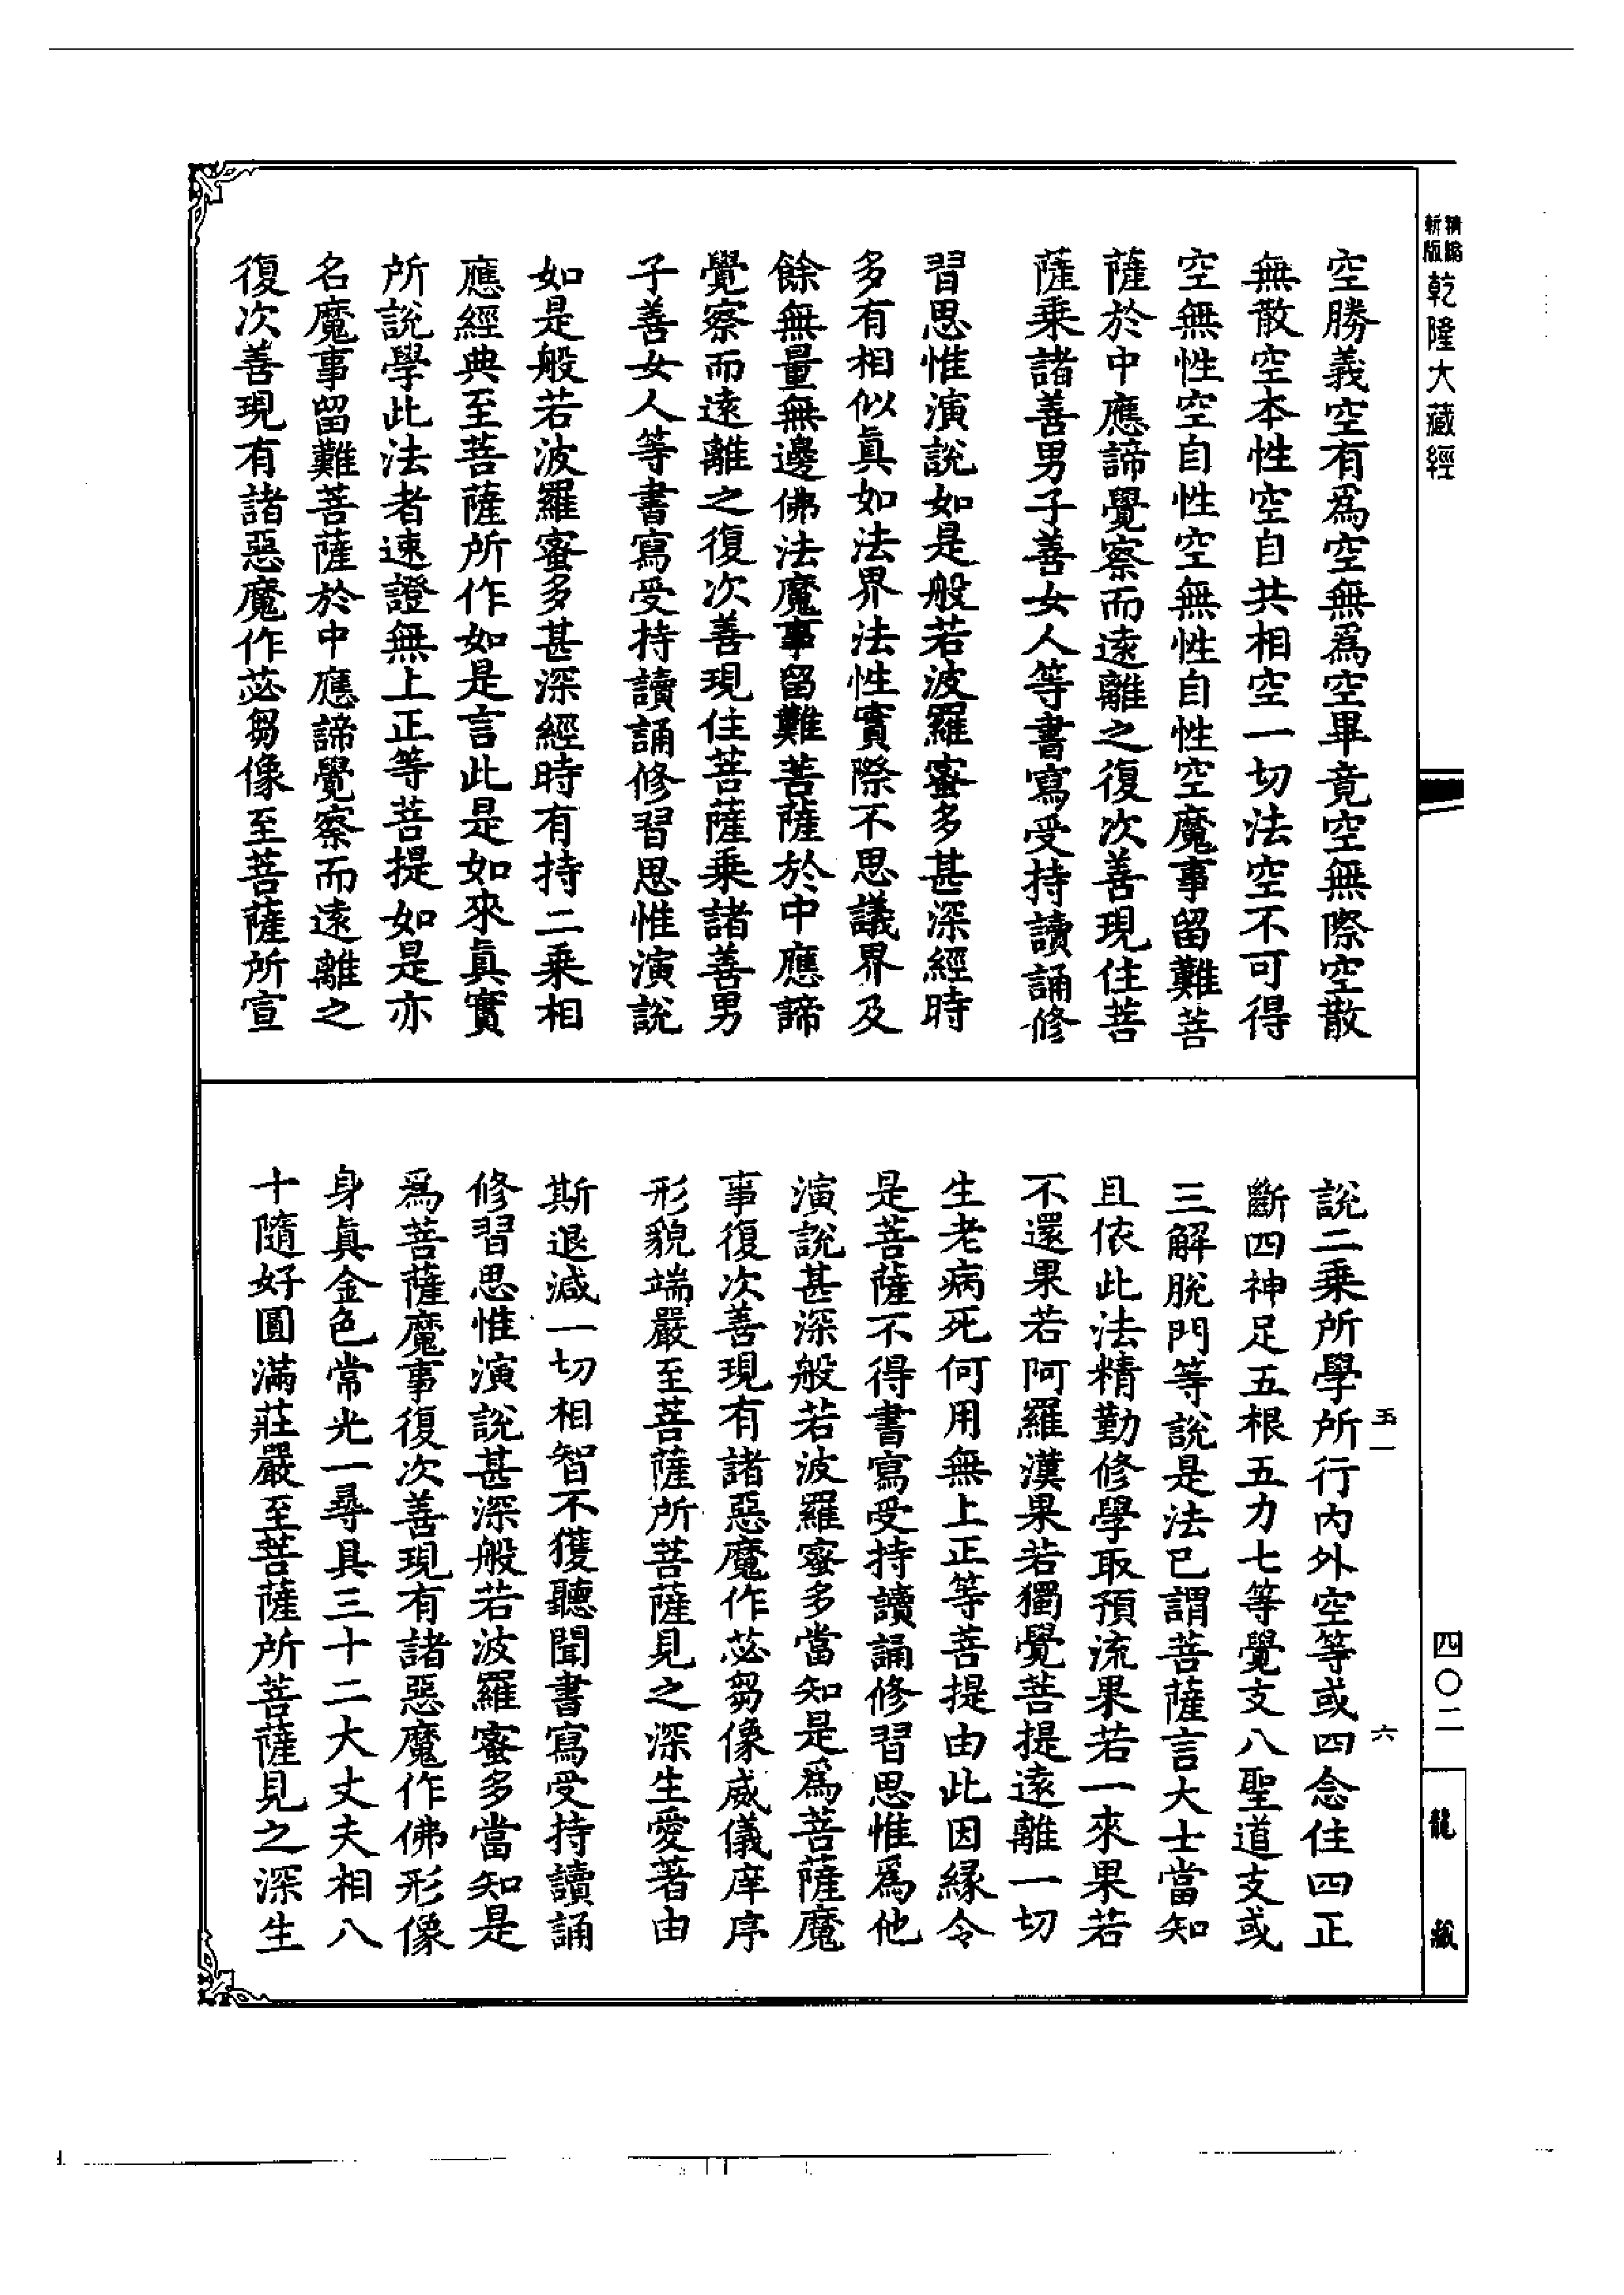 精縮
新版
乾隆大藏經
空勝義空有爲空無爲空畢竟空無際空散
無散空本性空自共相空一切法空不可得
空無性空自性空無性自性空魔事留難菩
薩於中應諦覺察而遠離之復次善現住菩
薩乘諸善男子善女人等書寫受持讀誦修
習思惟演說如是般若波羅蜜多甚深經時
多有相似眞如法界法性實際不思議界及
餘無量無邊佛法魔事留難菩薩於中應諦
覺察而遠離之復次善現住菩薩乘諸善男
子善女人等書寫受持讀誦修習思惟演說
如是般若波羅蜜多甚深經時有持二乘相
應經典至菩薩所作如是言此是如來眞實
所說學此法者速證無上正等菩提如是亦
名魔事留難菩薩於中應諦覺察而遠離之
復次善現有諸惡魔作苾芻像至菩薩所宣
五一
六
說二乘所學所行內外空等或四念住四正
斷四神足五根五力七等覺支八聖道支或
三解脫門等說是法已謂菩薩言大士當知
且依此法精勤修學取預流果若一來果若
不還果若阿羅漢果若獨覺菩提遠離一切
生老病死何用無上正等菩提由此因緣令
是菩薩不得書寫受持讀誦修習思惟爲他
演說甚深般若波羅蜜多當知是爲菩薩魔
事復次善現有諸惡魔作苾芻像威儀庠序
形貌端嚴至菩薩所菩薩見之深生愛著由
斯退減一切相智不獲聽聞書寫受持讀誦
修習思惟演說甚深般若波羅蜜多當知是
爲菩薩魔事復次善現有諸惡魔作佛形像
身眞金色常光一尋具三十二大丈夫相八
十隨好圓滿莊嚴至菩薩所菩薩見之深生
四〇二
龍藏